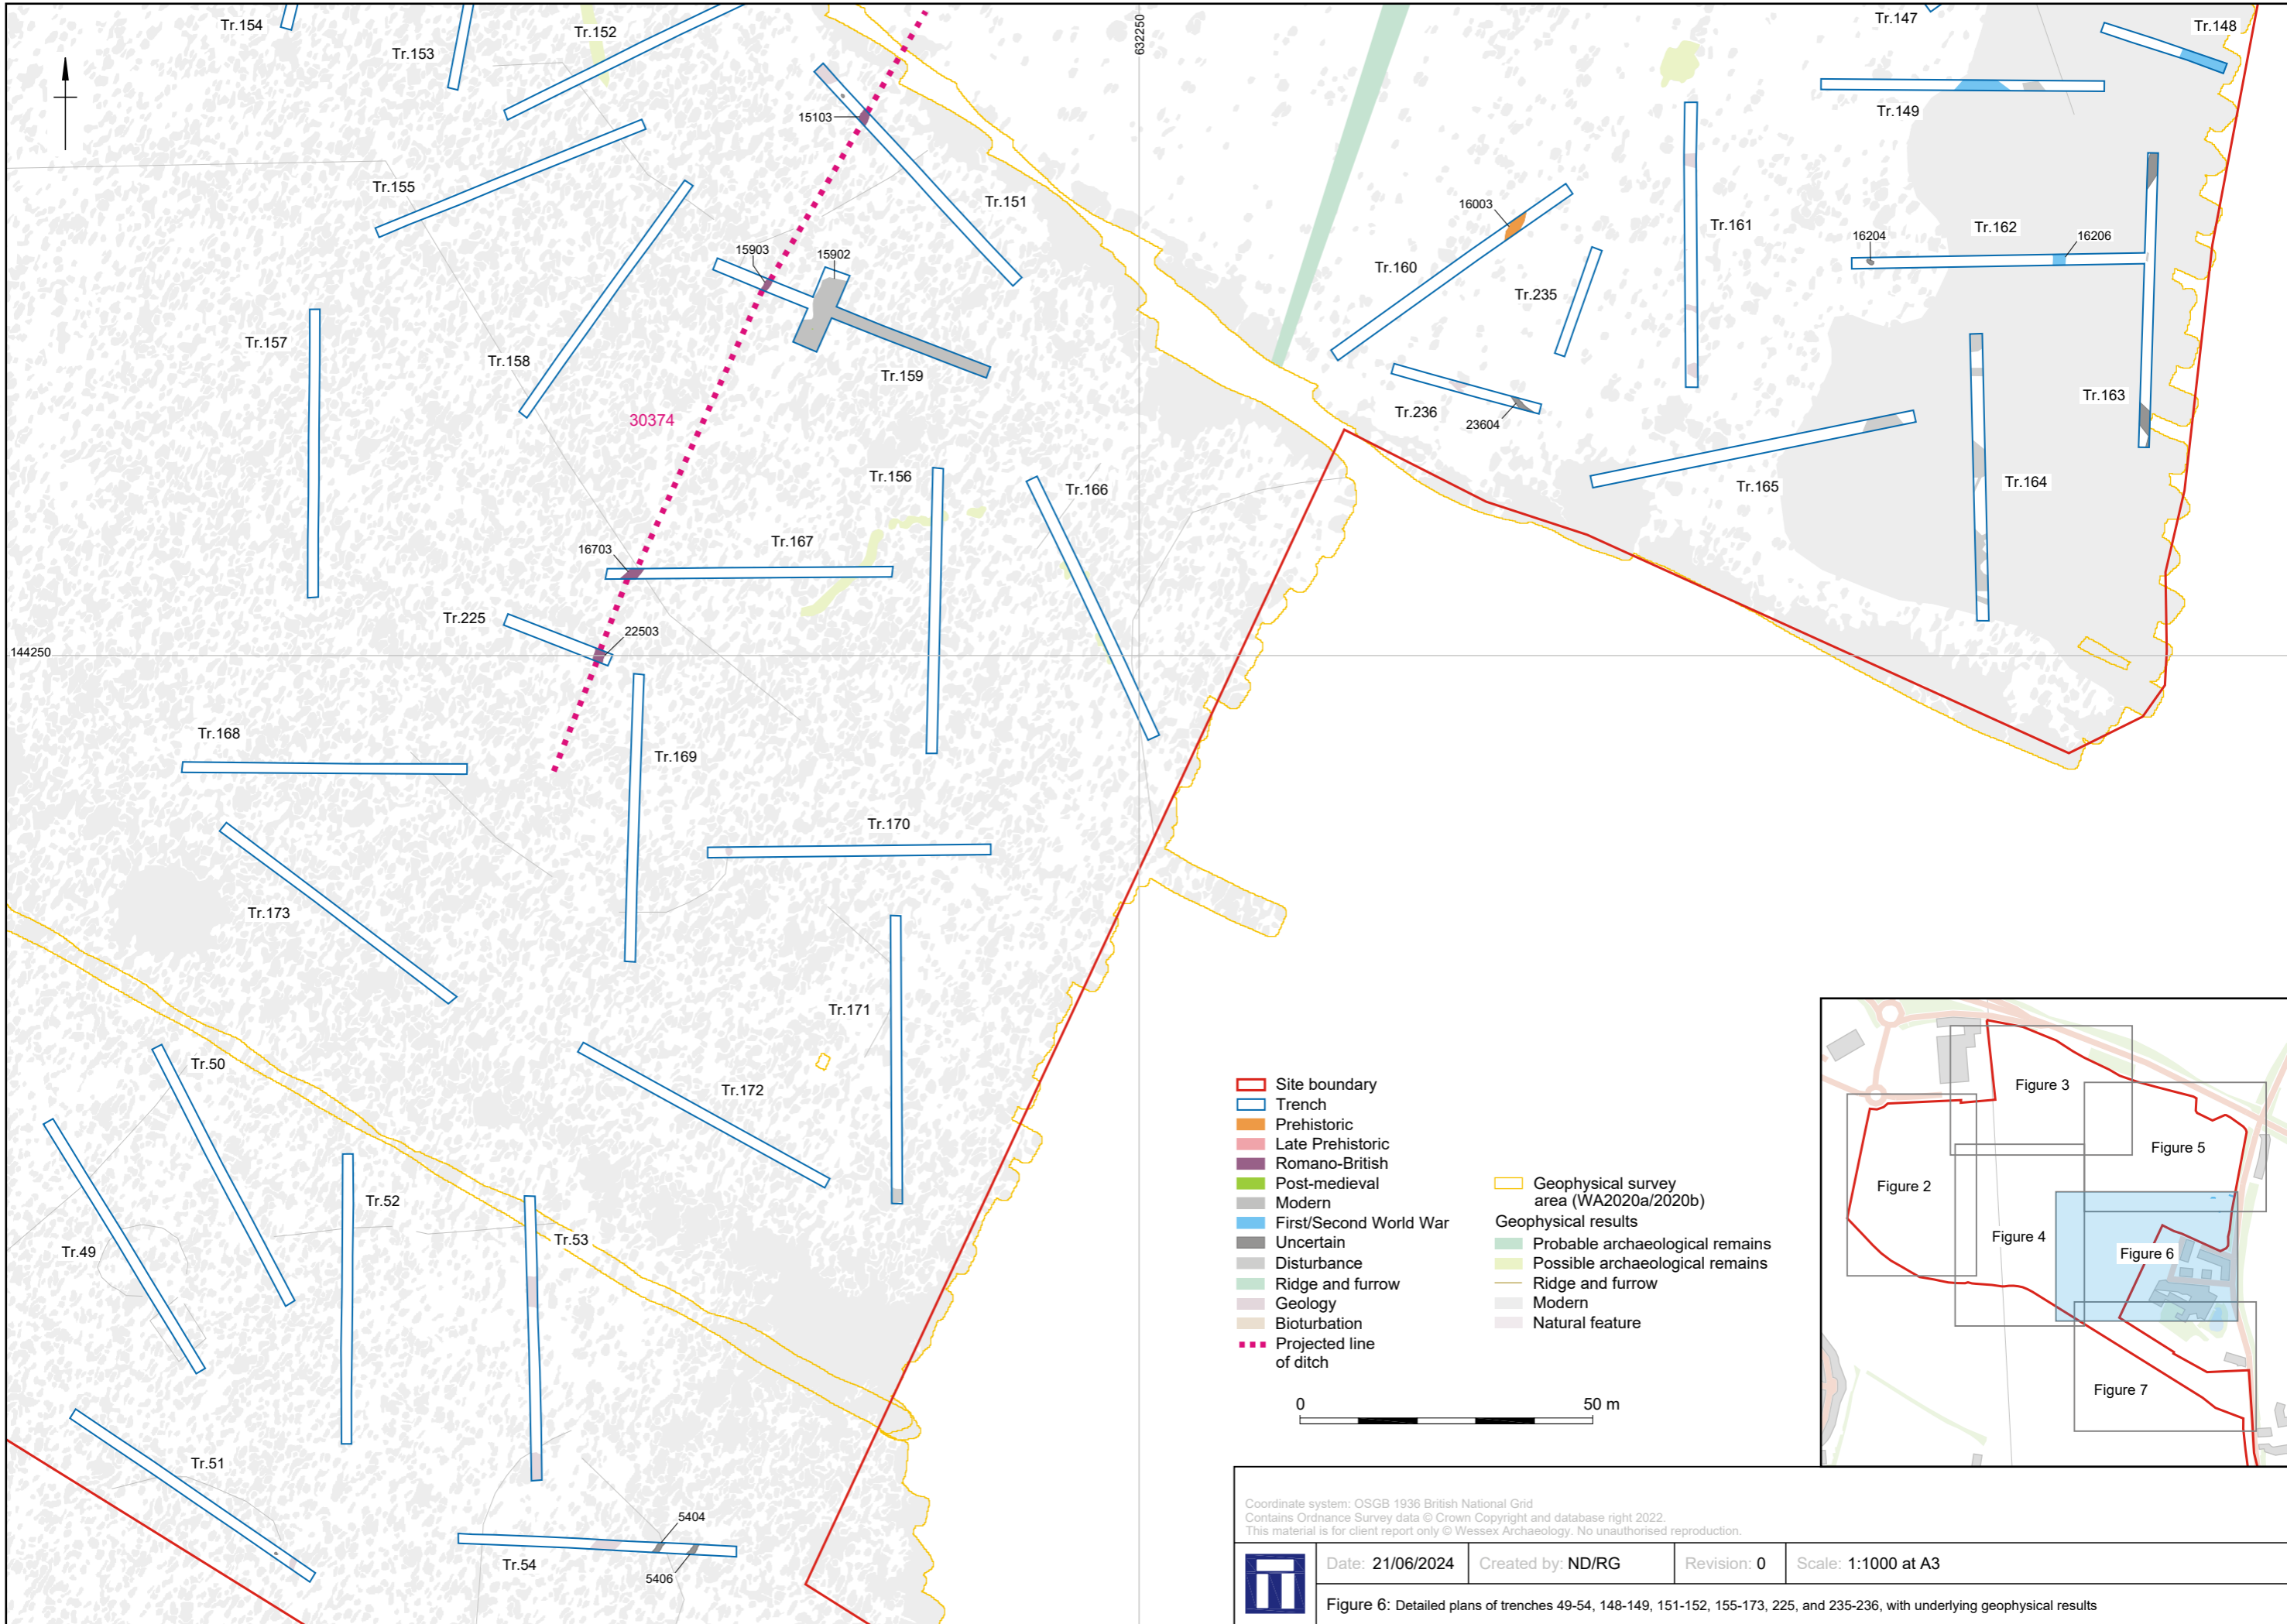 Tr.154
Tr.153
Tr.152
632250
Tr.147
Tr.148
Tr.149
15103
Tr.155
Tr.151
16003
Tr.161
Tr.162
16204
16206
15903
15902
Tr.160
Tr.235
Tr.157
Tr.158
Tr.159
Tr.163
Tr.236
23604
30374
Tr.156
Tr.166
Tr.165
Tr.164
16703
Tr.167
Tr.225
22503
144250
Tr.168
Tr.169
Tr.170
Tr.173
Tr.171
Tr.50
Tr.172
Tr.52
Tr.49
Tr.53
Tr.51
Tr.54
5404
5406
Site boundary
Trench
Prehistoric
Late Prehistoric
Romano-British
Post-medieval
Modern
First/Second World War
Uncertain
Disturbance
Ridge and furrow
Geology
Bioturbation
Projected line
of ditch
Geophysical survey
area (WA2020a/2020b)
Geophysical results
Probable archaeological remains
Possible archaeological remains
Ridge and furrow
Modern
Natural feature
0 50 m
Figure 3
Figure 5
Figure 2
Figure 4
Figure 6
Figure 7
Coordinate system: OSGB 1936 British National Grid
Contains Ordnance Survey data © Crown Copyright and database right 2022.
This material is for client report only © Wessex Archaeology. No unauthorised reproduction.
Date: 21/06/2024 Created by: ND/RG Revision: 0 Scale: 1:1000 at A3
Figure 6: Detailed plans of trenches 49-54, 148-149, 151-152, 155-173, 225, and 235-236, with underlying geophysical results